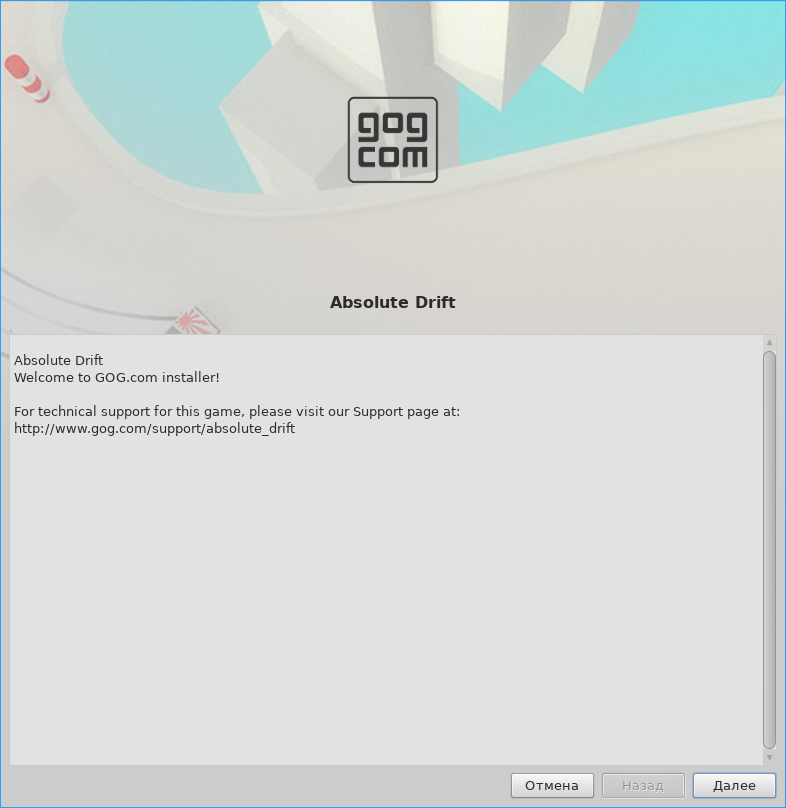 gog
com
Absolute Drift
Absolute Drift
Welcome to GOG.com installer!
For technical support for this game, please visit our Support page at:
http://www.gog.com/support/absolute_drift
Отмена Назад Далее